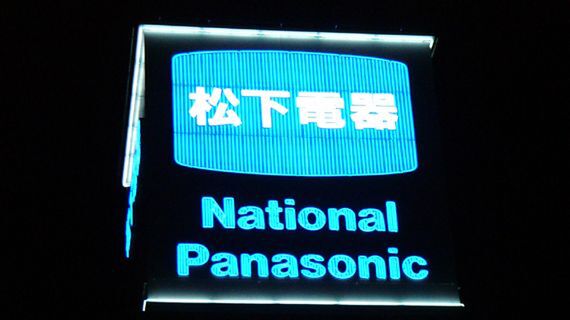 松下電器
National
Panasonic